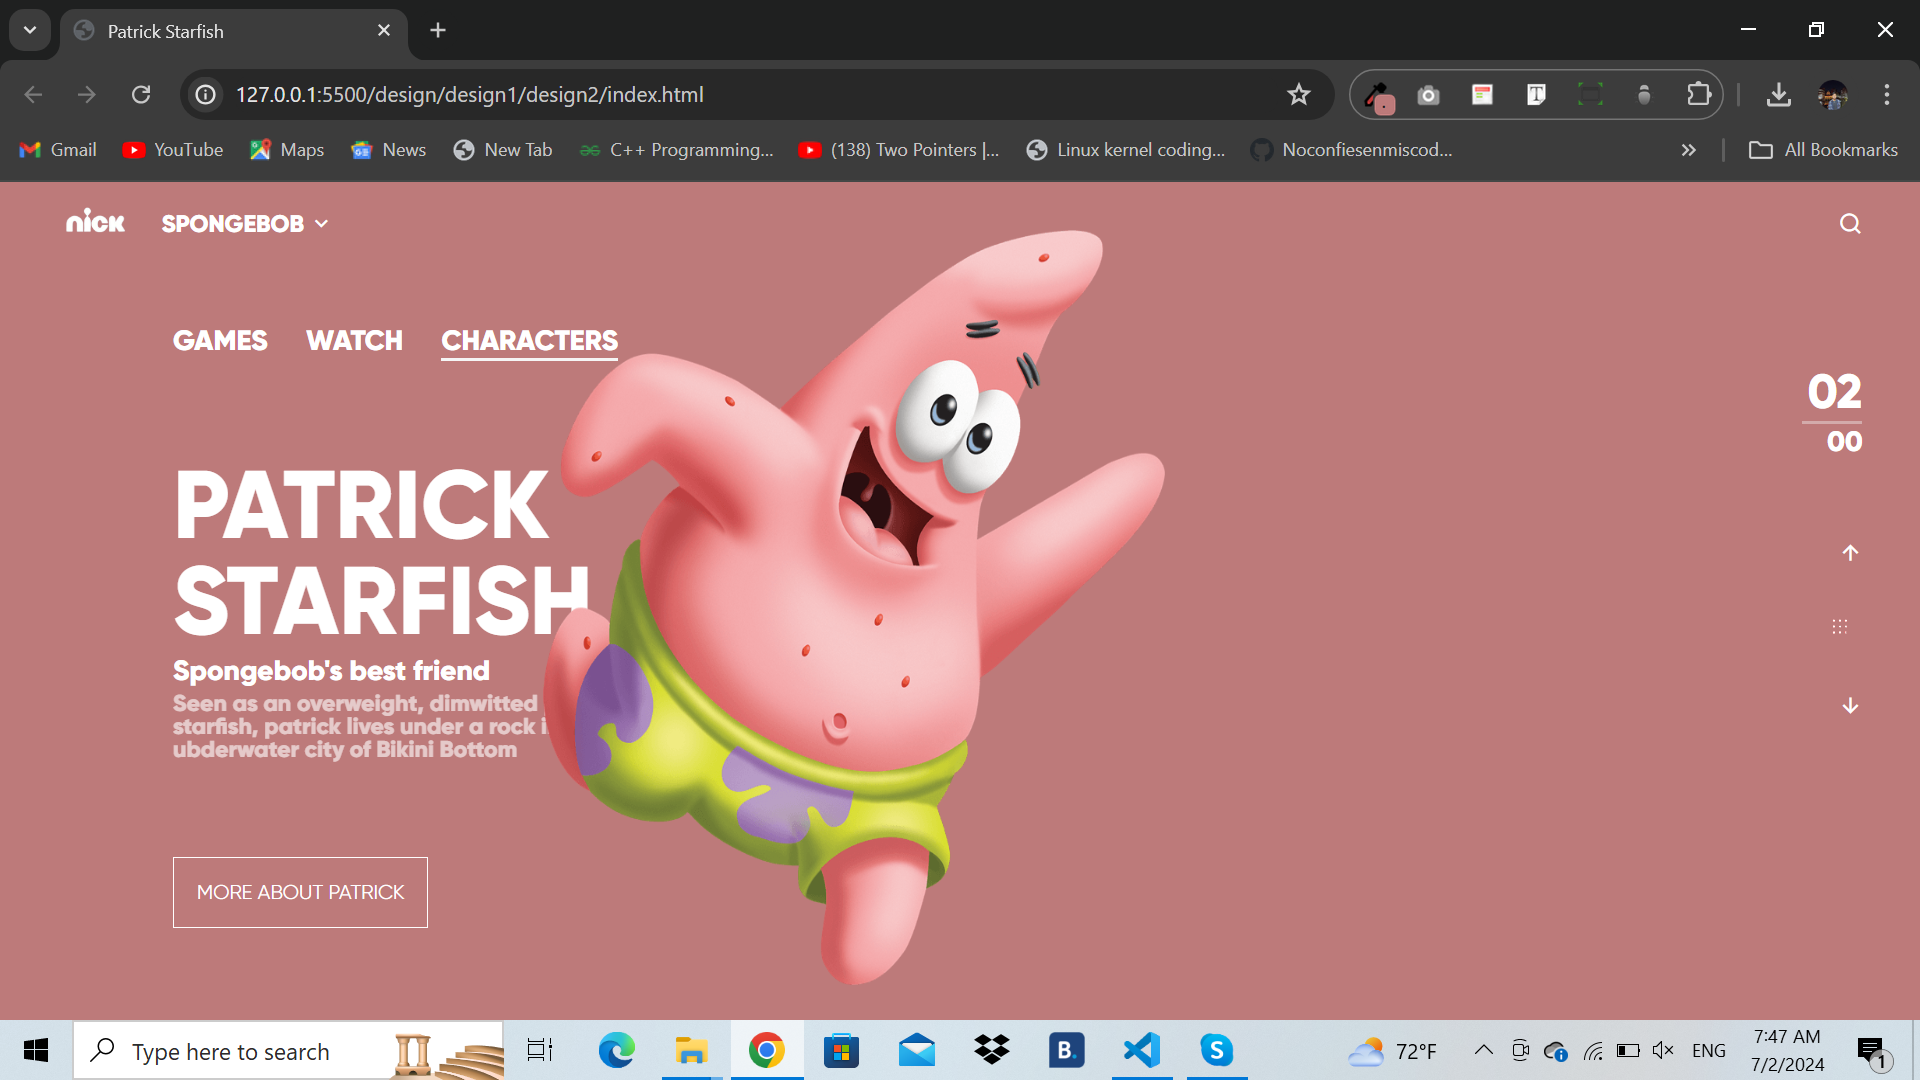 Patrick Starfish
127.0.0.1:5500/design/design1/design2/index.html
Gmail
YouTube
Maps
News
New Tab
C++ Programming...
(138) Two Pointers |...
Linux kernel coding...
Noconfiesenmiscod...
All Bookmarks
nick
SPONGEBOB
GAMES WATCH CHARACTERS
02
00
PATRICK
STARFISH
Spongebob's best friend
Seen as an overweight, dimwitted
starfish, patrick lives under a rock
ubderwater city of Bikini Bottom
MORE ABOUT PATRICK
Type here to search
B.
S
72°F
ENG
7:47 AM
7/2/2024
1